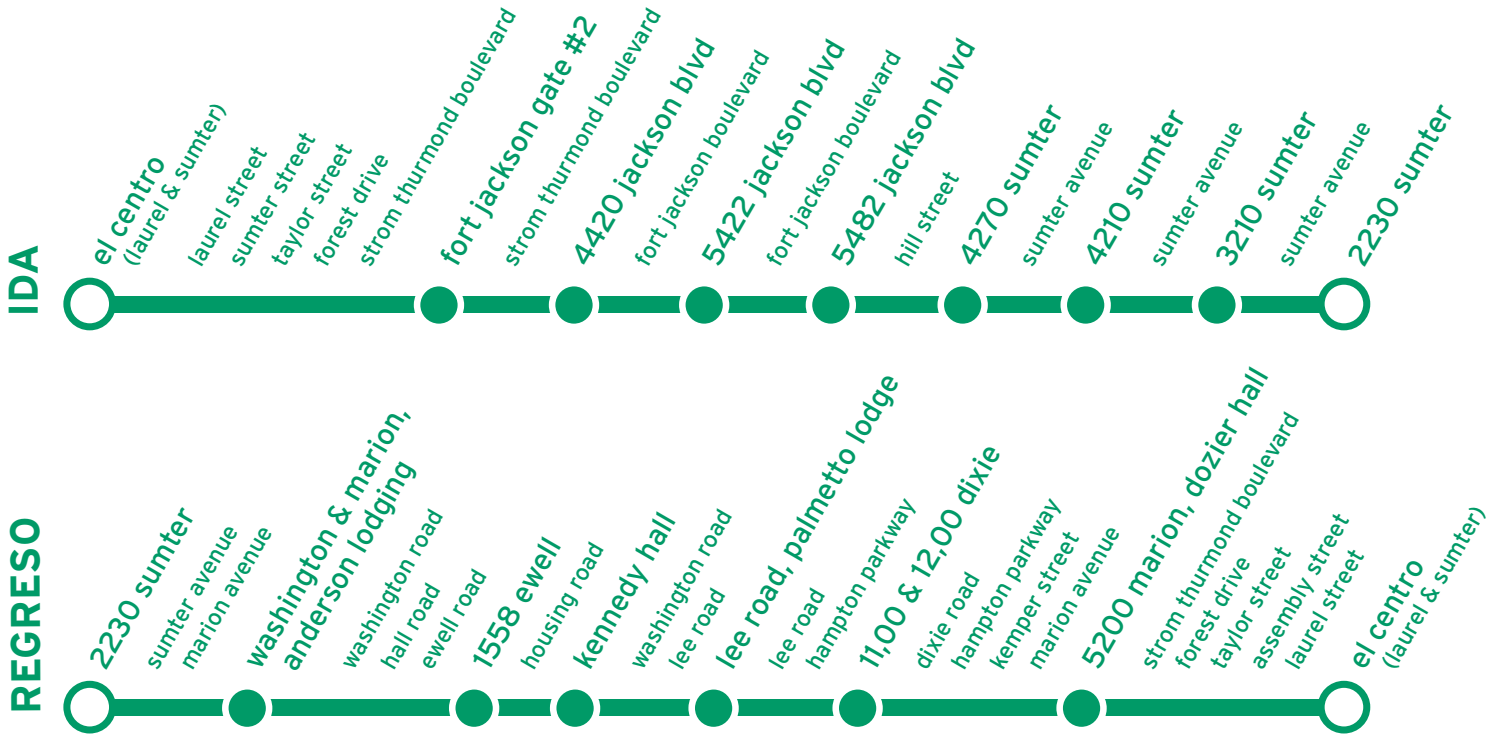 IDA
el centro
(laurel & sumter)
laurel street
sumter street
taylor street
forest drive
strom thurmond boulevard
fort jackson gate #2
strom thurmond boulevard
4420 jackson blvd
fort jackson boulevard
5422 jackson blvd
fort jackson boulevard
5482 jackson blvd
hill street
4270 sumter
sumter avenue
4210 sumter
sumter avenue
3210 sumter
sumter avenue
2230 sumter
REGRESO
2230 sumter
sumter avenue
marion avenue
washington & marion,
anderson lodging
washington road
hall road
ewell road
1558 ewell
housing road
kennedy hall
washington road
lee road
lee road, palmetto lodge
lee road
hampton parkway
11,00 & 12,00 dixie
dixie road
hampton parkway
kemper street
marion avenue
5200 marion, dozier hall
strom thurmond boulevard
forest drive
taylor street
assembly street
laurel street
el centro
(laurel & sumter)